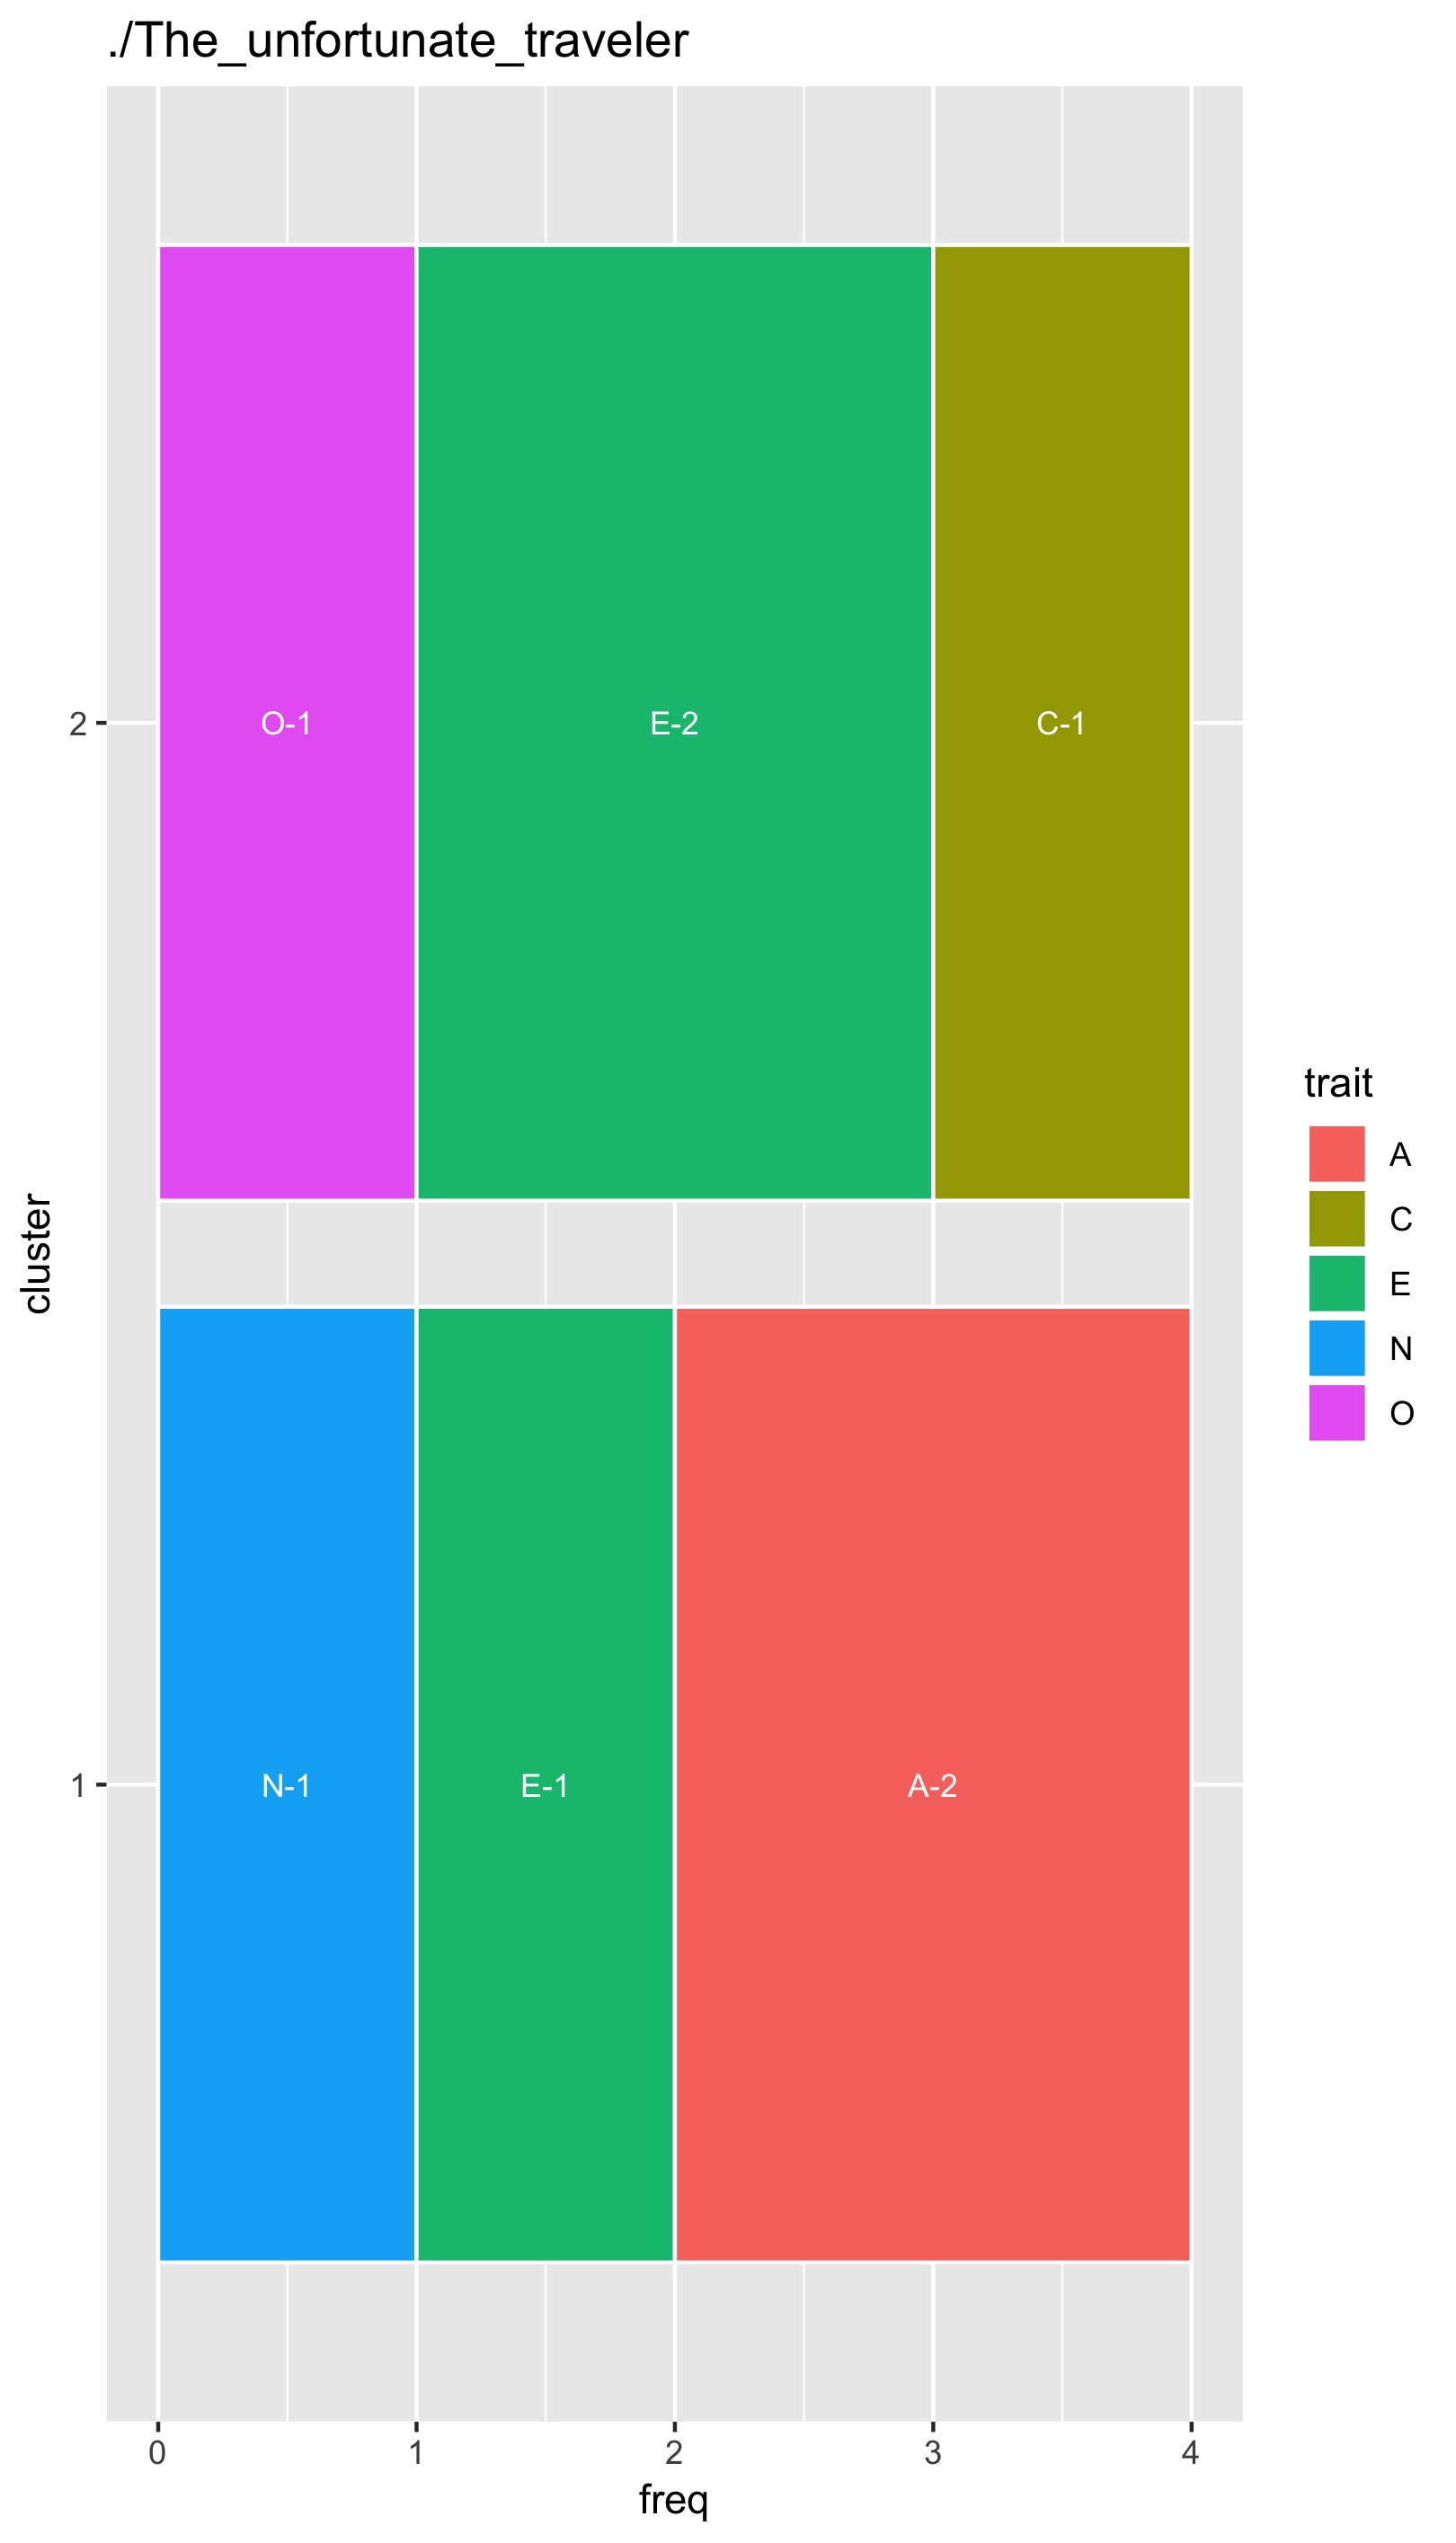 ./The_unfortunate_traveler
cluster
2
O-1 E-2 C-1
1
N-1 E-1 A-2
0 1 2 3 4
freq
trait
A
C
E
N
O